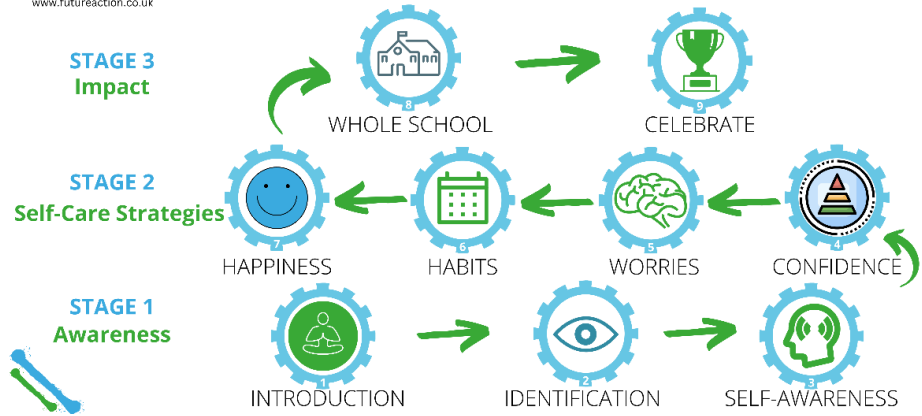 www.futureaction.co.uk
STAGE 3
Impact
8
9
WHOLE SCHOOL
CELEBRATE
STAGE 2
Self-Care Strategies
7
6
5
4
HAPPINESS
HABITS
WORRIES
CONFIDENCE
STAGE 1
Awareness
1
2
3
INTRODUCTION
IDENTIFICATION
SELF-AWARENESS